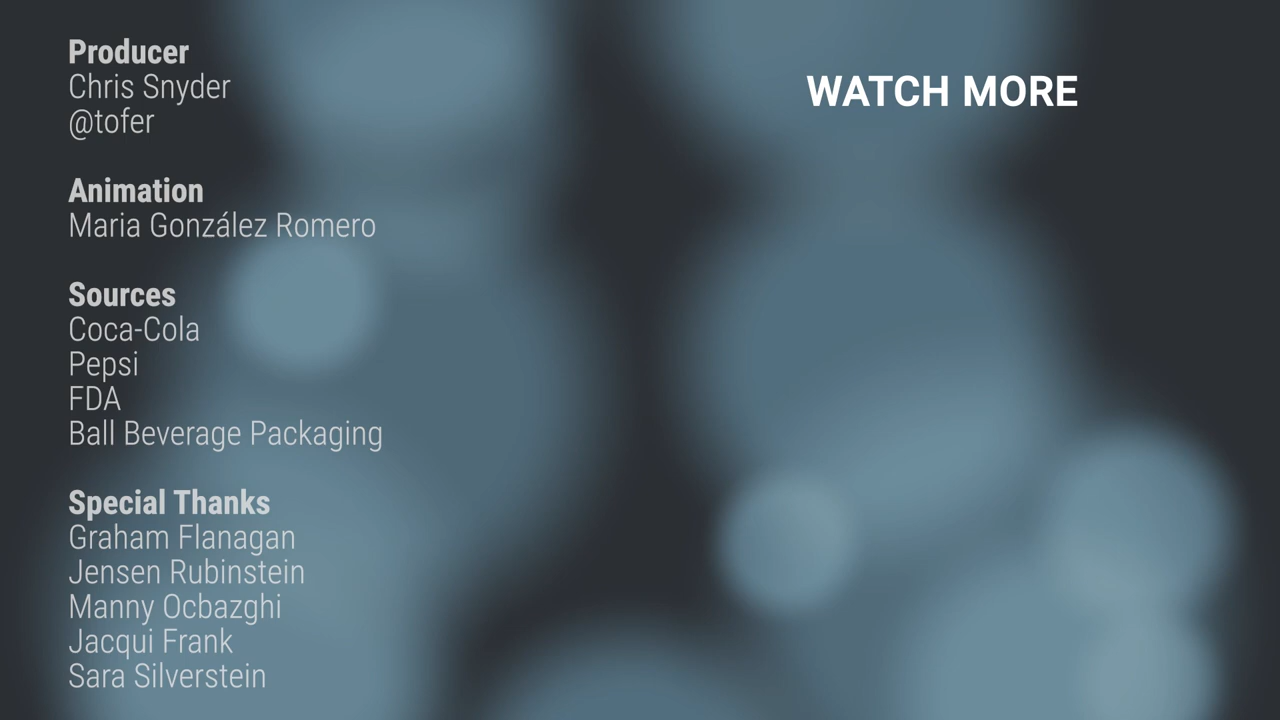 Producer
Chris Snyder
@tofer
Animation
Maria González Romero
Sources
Coca-Cola
Pepsi
FDA
Ball Beverage Packaging
Special Thanks
Graham Flanagan
Jensen Rubinstein
Manny Ocbazghi
Jacqui Frank
Sara Silverstein
WATCH MORE